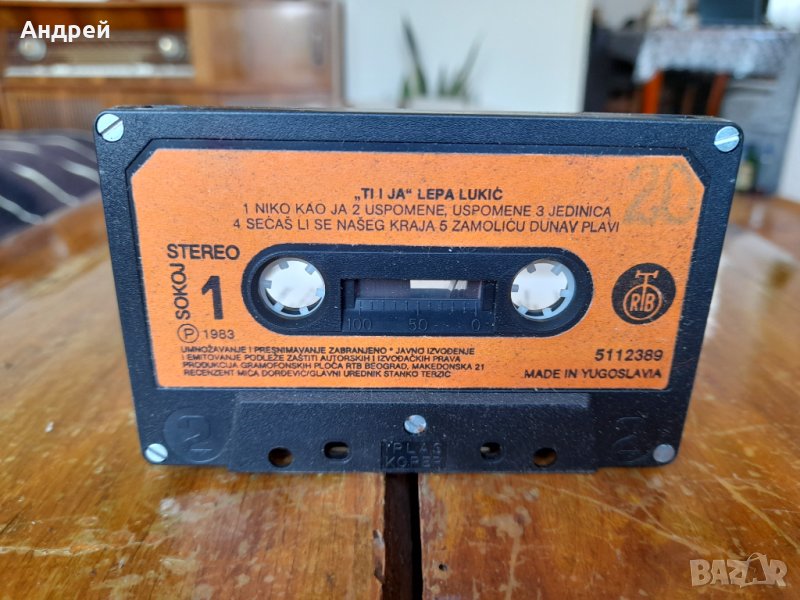 Андрей
„TI I JA“ LEPA LUKIĆ
1 NIKO KAO JA 2 USPOMENE, USPOMENE 3 JEDINICA
4 SEĆAŠ LI SE NAŠEG KRAJA 5 ZAMOLIĆU DUNAV PLAVI
20
STEREO
SOKOJ
1
RTB
100 50 0
Ⓟ 1983
UMNOŽAVANJE I PRESNIMAVANJE ZABRANJENO * JAVNO IZVOĐENJE
I EMITOVANJE PODLEŽE ZAŠTITI AUTORSKIH I IZVOĐAČKIH PRAVA
PRODUKCIJA GRAMOFONSKIH PLOČA RTB BEOGRAD, MAKEDONSKA 21
RECENZENT MIĆA ĐORĐEVIĆ/GLAVNI UREDNIK STANKO TERZIĆ
5112389
MADE IN YUGOSLAVIA
2
2
PLAS
KOPER
BAZAR